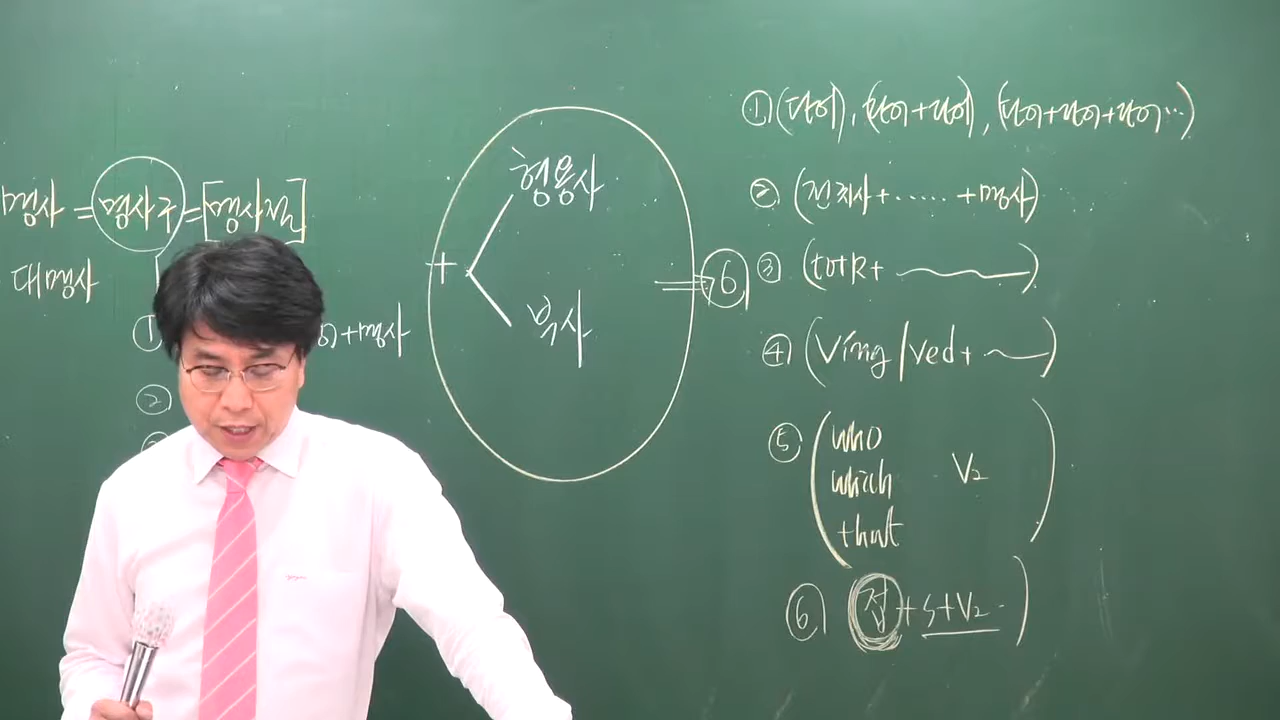 명사 = 명사구 = [명사절]
대명사
①
+명사
②
+
형용사
부사
⑥
① (단어), (단어+단어), (단어+단어+단어...)
② (전치사+......+명사)
③ (to+R+ )
④ (Ving/Ved+ )
⑤ who
which V₂
that
⑥ 접+S+V₂